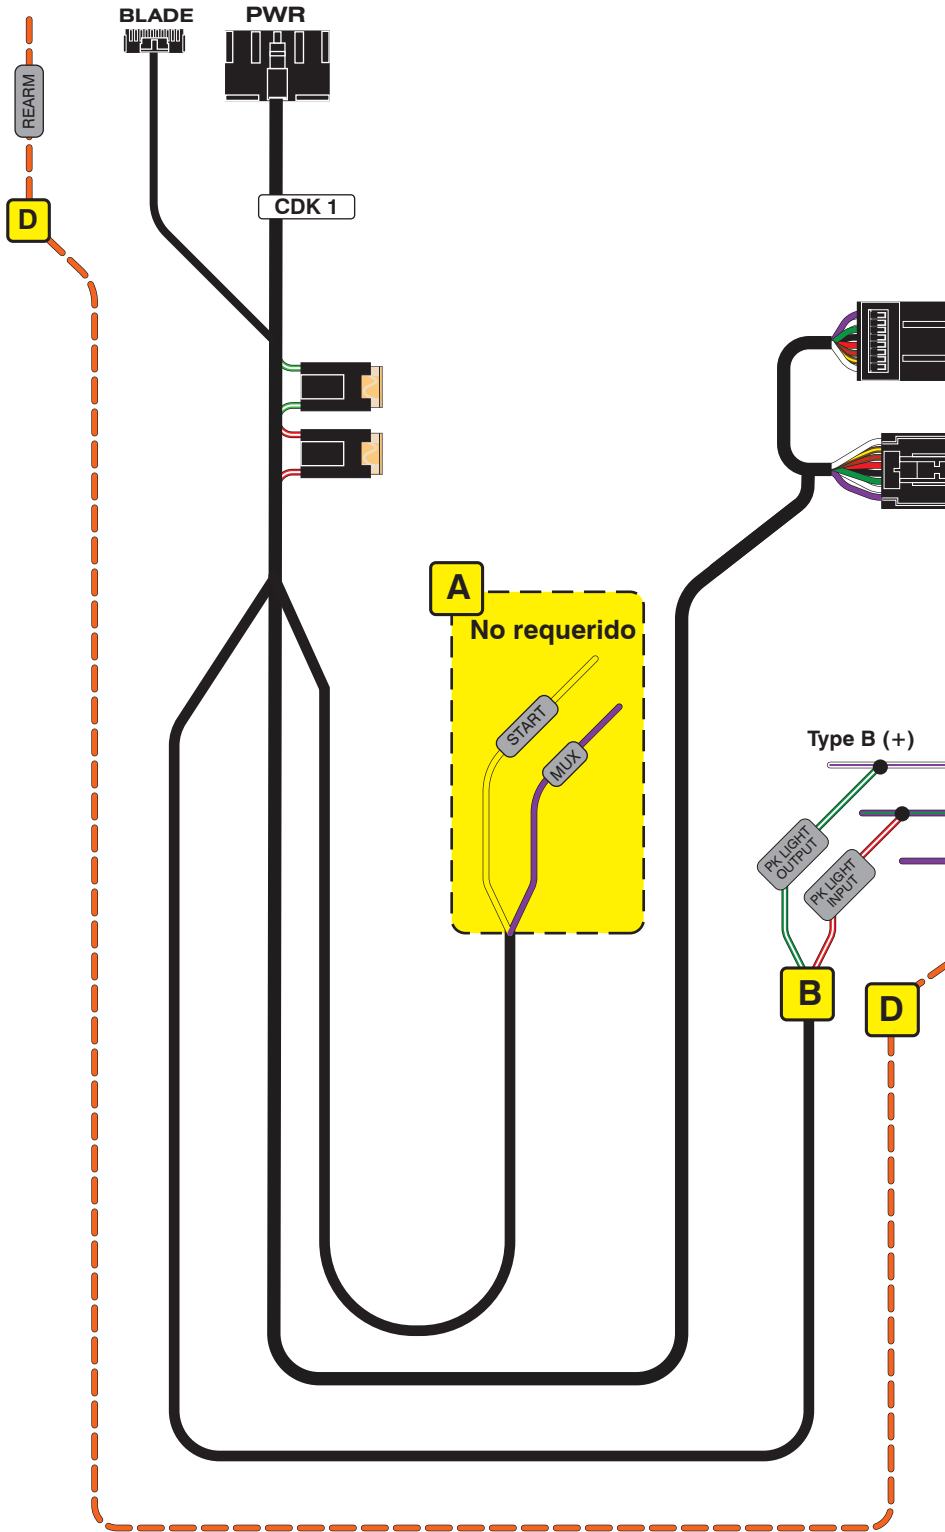 BLADE
PWR
REARM
D
CDK 1
A
No requerido
START
MUX
Type B (+)
PK LIGHT
OUTPUT
PK LIGHT
INPUT
B
D